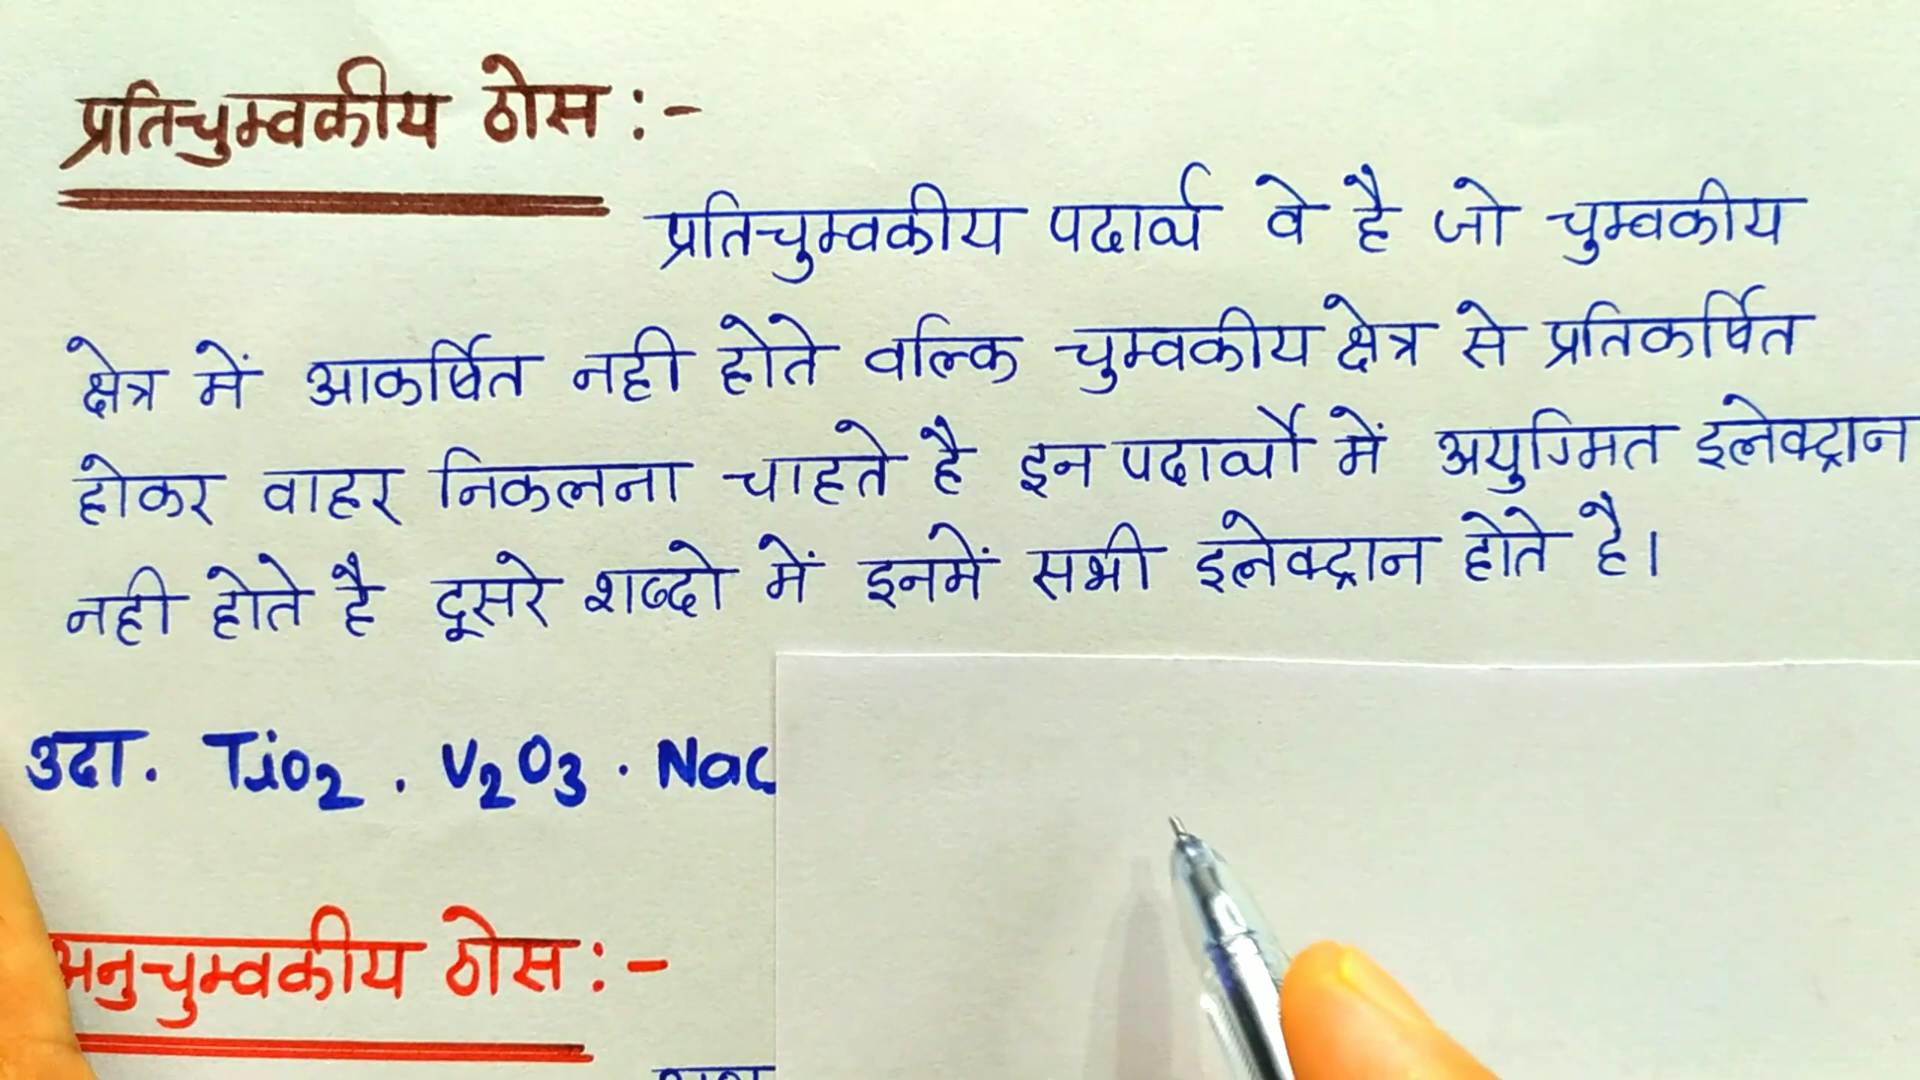 प्रतिचुम्वकीय ठोस :-
प्रतिचुम्वकीय पदार्थ वे है जो चुम्वकीय
क्षेत्र में आकर्षित नही होते वल्कि चुम्वकीय क्षेत्र से प्रतिकर्षित
होकर वाहर निकलना चाहते है इन पदार्थो में अयुग्मित इलेक्ट्रान
नही होते है दूसरे शब्दो में इनमें सभी इलेक्ट्रान होते है।
उदा. TiO2 . V2O3 . NaC
अनुचुम्वकीय ठोस :-